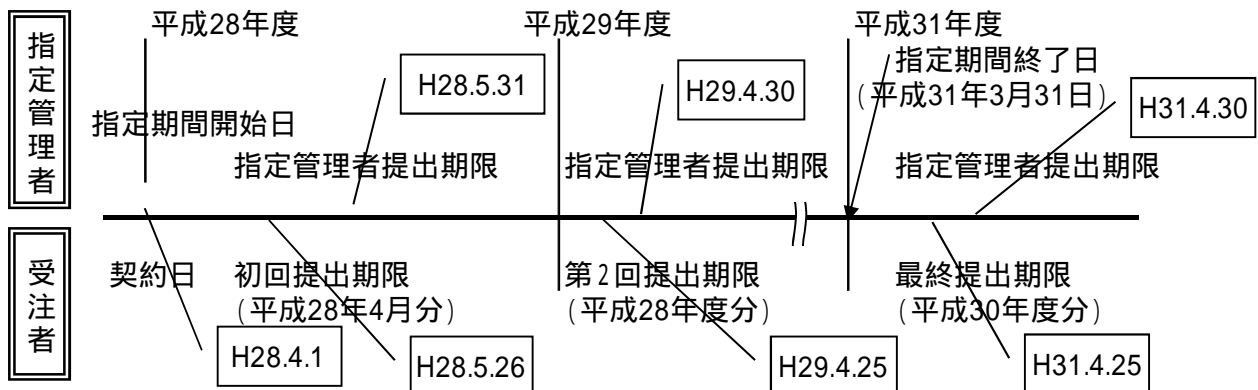 平成28年度
平成29年度
平成31年度
指定管理者
指定期間終了日
(平成31年3月31日)
H28.5.31
H29.4.30
H31.4.30
指定期間開始日
指定管理者提出期限
指定管理者提出期限
指定管理者提出期限
受注者
契約日
初回提出期限
(平成28年4月分)
第2回提出期限
(平成28年度分)
最終提出期限
(平成30年度分)
H28.4.1
H28.5.26
H29.4.25
H31.4.25